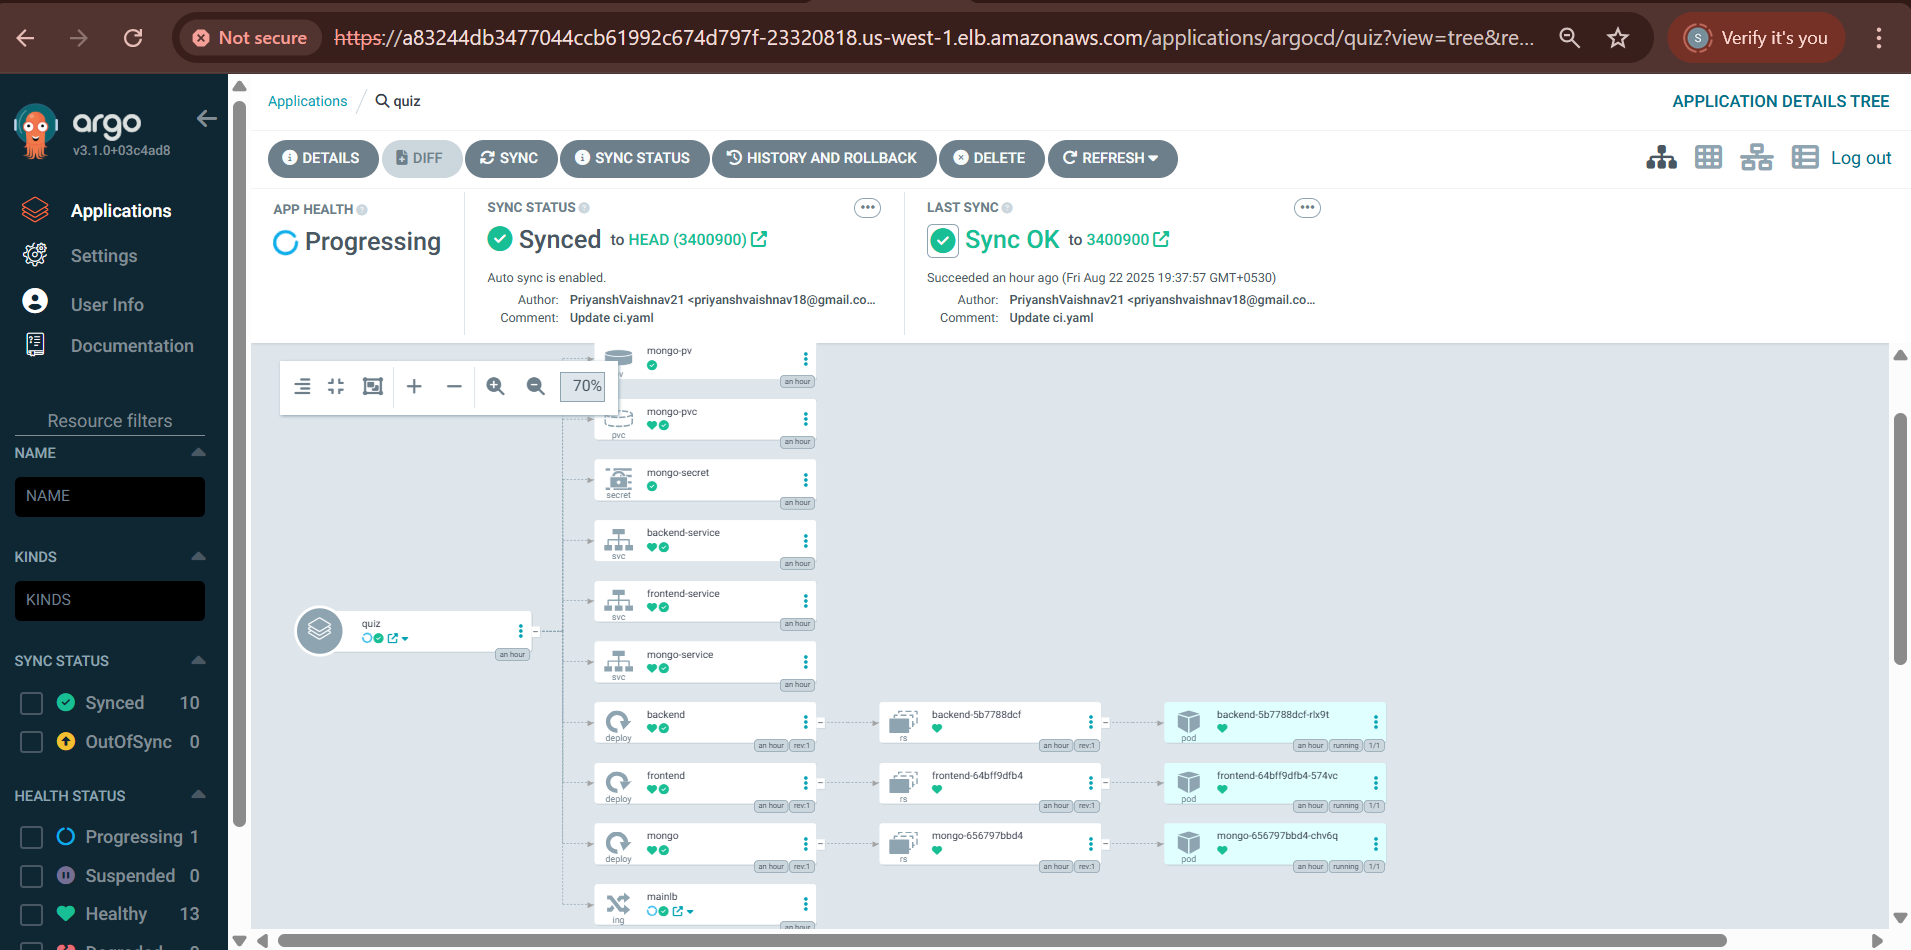 Not secure
https://a83244db3477044ccb61992c674d797f-23320818.us-west-1.elb.amazonaws.com/applications/argocd/quiz?view=tree&re...
S
Verify it's you
argo
v3.1.0+03c4ad8
Applications
Settings
User Info
Documentation
Resource filters
NAME
NAME
KINDS
KINDS
SYNC STATUS
Synced 10
OutOfSync 0
HEALTH STATUS
Progressing 1
Suspended 0
Healthy 13
Applications / quiz
APPLICATION DETAILS TREE
DETAILS
DIFF
SYNC
SYNC STATUS
HISTORY AND ROLLBACK
DELETE
REFRESH
Log out
APP HEALTH
Progressing
SYNC STATUS
Synced to HEAD (3400900)
Auto sync is enabled.
Author: PriyanshVaishnav21 <priyanshvaishnav18@gmail.co...
Comment: Update ci.yaml
LAST SYNC
Sync OK to 3400900
Succeeded an hour ago (Fri Aug 22 2025 19:37:57 GMT+0530)
Author: PriyanshVaishnav21 <priyanshvaishnav18@gmail.co...
Comment: Update ci.yaml
70%
quiz
an hour
mongo-pv
an hour
mongo-pvc
pvc
an hour
mongo-secret
secret
an hour
backend-service
svc
an hour
frontend-service
svc
an hour
mongo-service
svc
an hour
backend
deploy
an hour rev:1
backend-5b7788dcf
rs
an hour rev:1
backend-5b7788dcf-rlx9t
pod
an hour running 1/1
frontend
deploy
an hour rev:1
frontend-64bff9dfb4
rs
an hour rev:1
frontend-64bff9dfb4-574vc
pod
an hour running 1/1
mongo
deploy
an hour rev:1
mongo-656797bbd4
rs
an hour rev:1
mongo-656797bbd4-chv6q
pod
an hour running 1/1
mainlb
ing
an hour